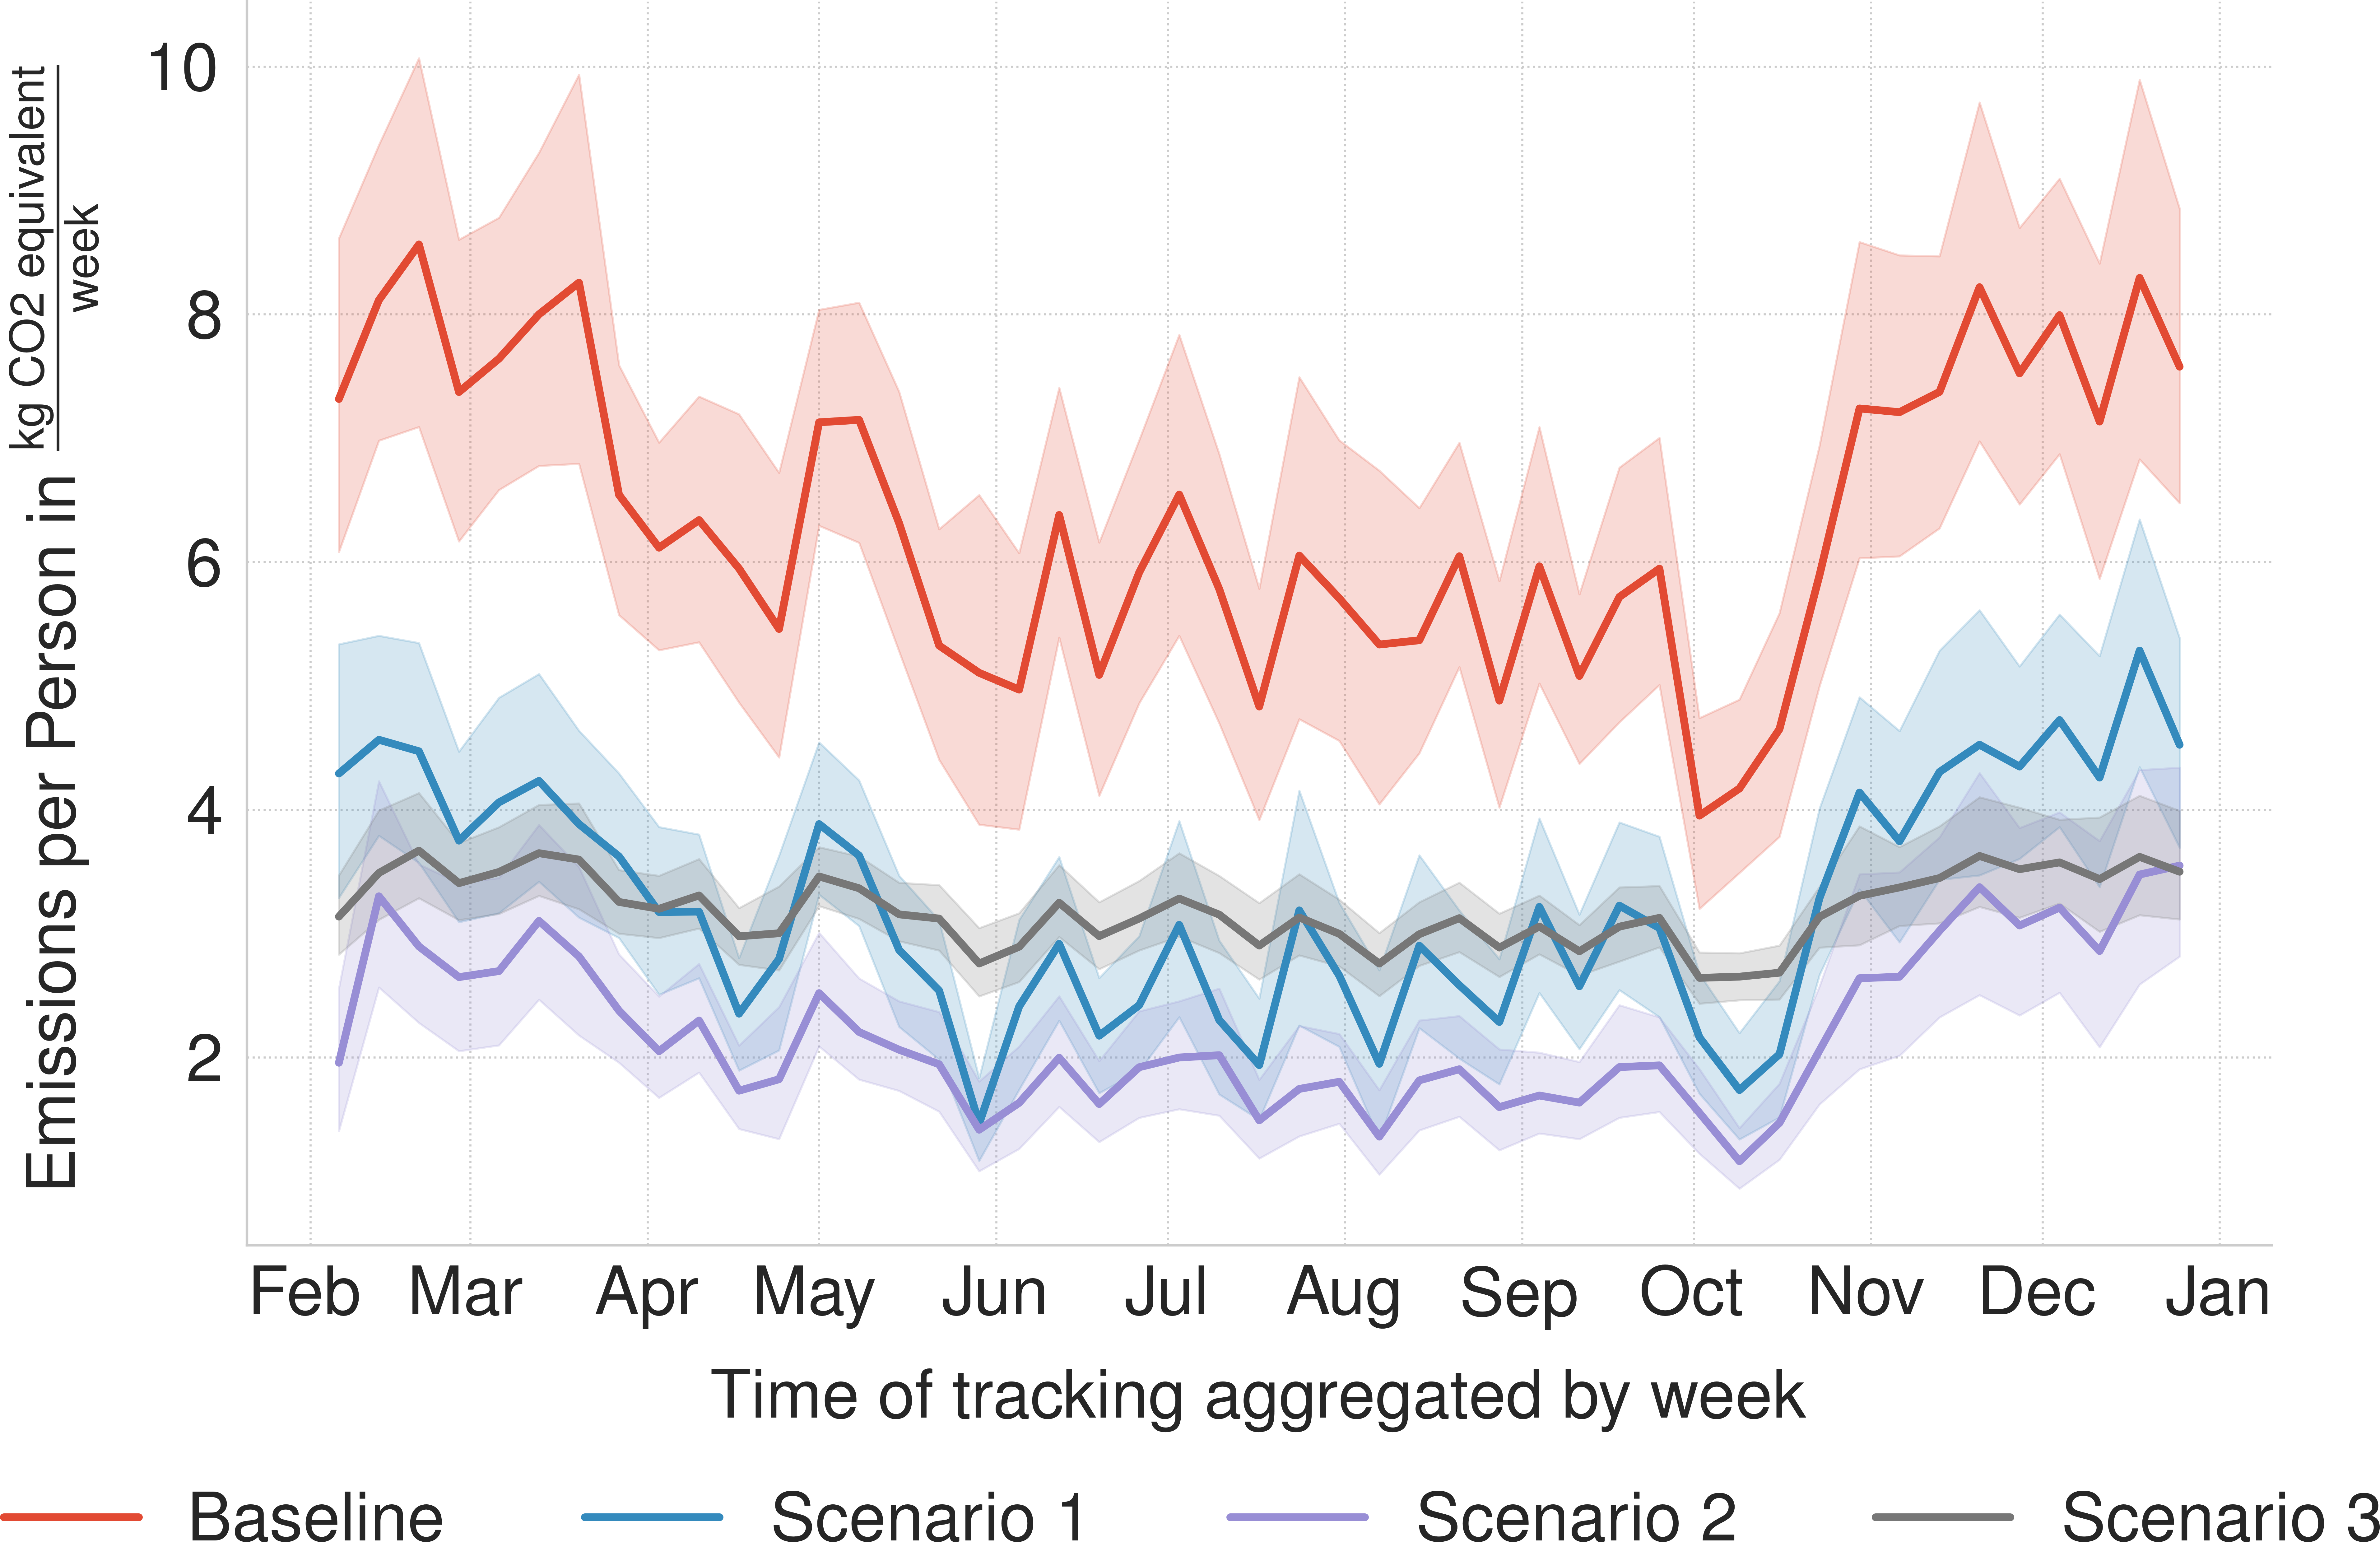 Emissions per Person in kg CO2 equivalent
week
10
8
6
4
2
Feb Mar Apr May Jun Jul Aug Sep Oct Nov Dec Jan
Time of tracking aggregated by week
Baseline Scenario 1 Scenario 2 Scenario 3